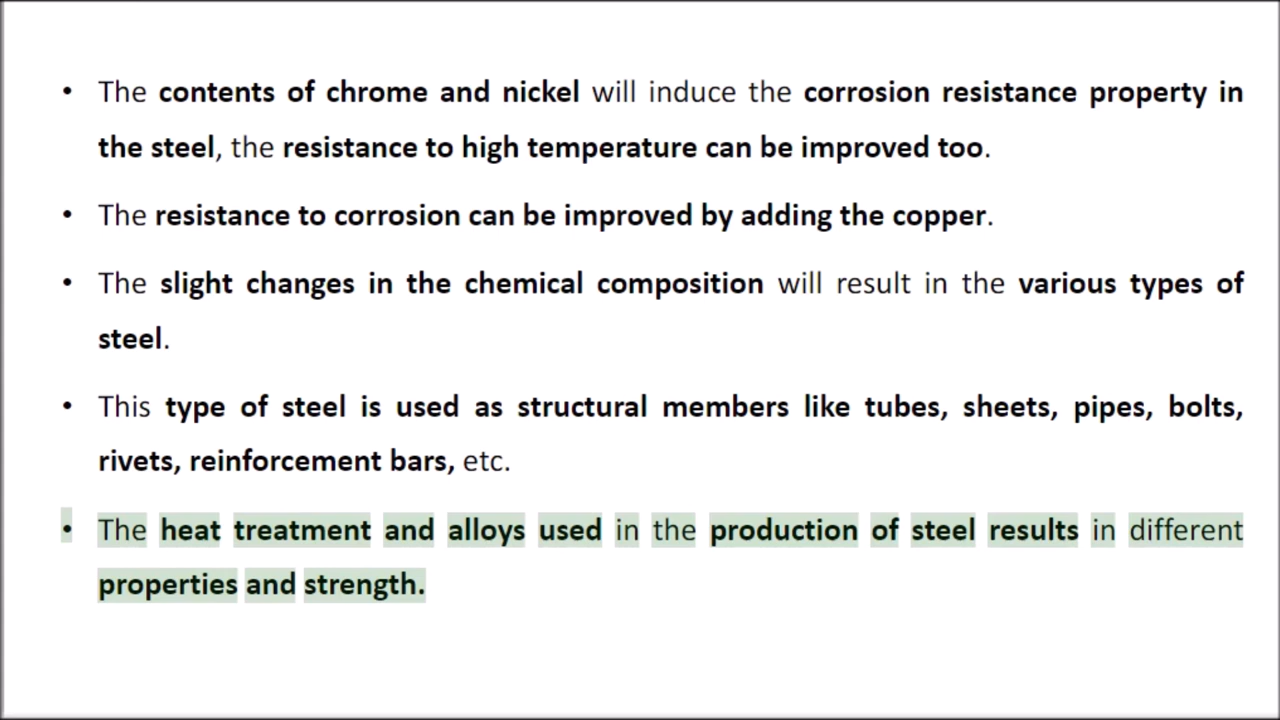 • The contents of chrome and nickel will induce the corrosion resistance property in
the steel, the resistance to high temperature can be improved too.
• The resistance to corrosion can be improved by adding the copper.
• The slight changes in the chemical composition will result in the various types of
steel.
• This type of steel is used as structural members like tubes, sheets, pipes, bolts,
rivets, reinforcement bars, etc.
• The heat treatment and alloys used in the production of steel results in different
properties and strength.